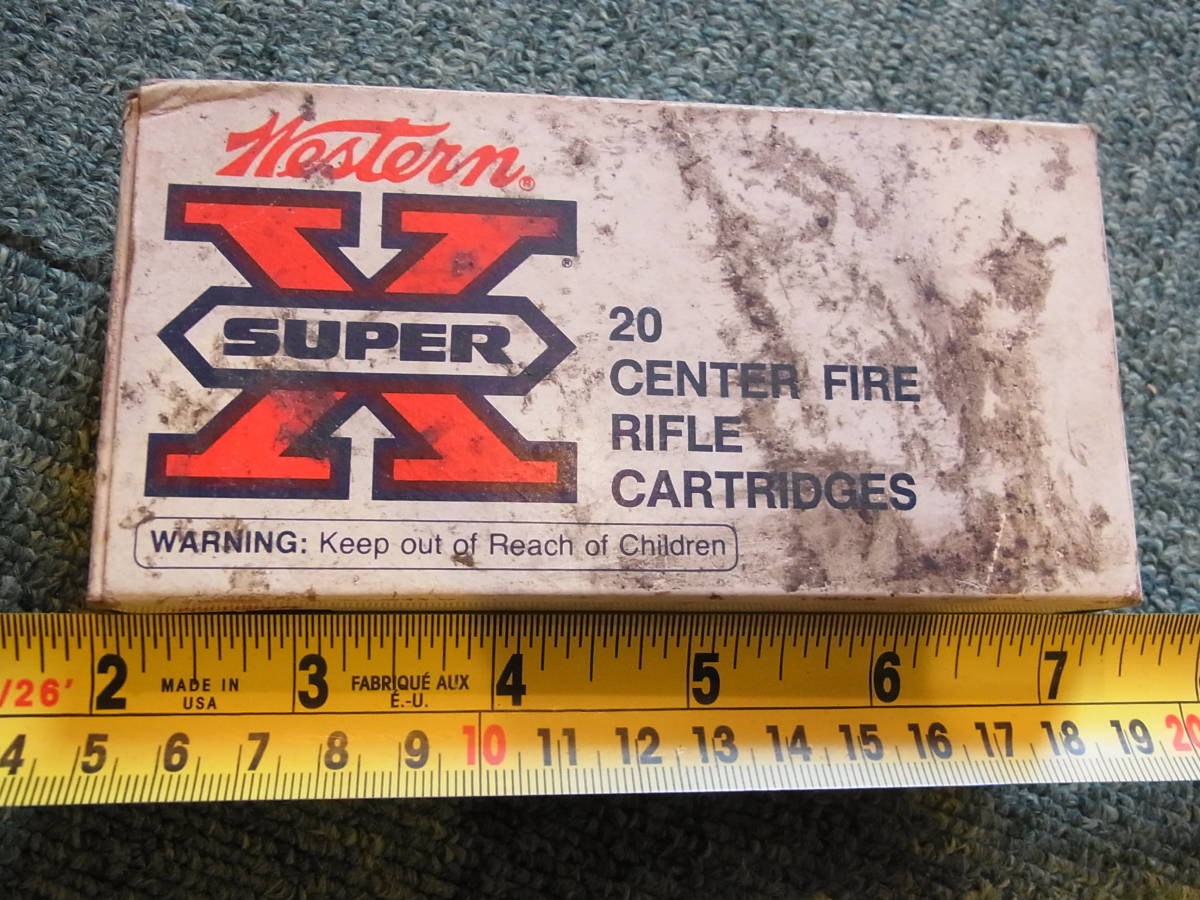 Western®
X®
SUPER
20
CENTER FIRE
RIFLE
CARTRIDGES
WARNING: Keep out of Reach of Children
/26' 2 MADE IN USA 3 FABRIQUÉ AUX É.-U. 4 5 6 7
4 5 6 7 8 9 10 11 12 13 14 15 16 17 18 19 20